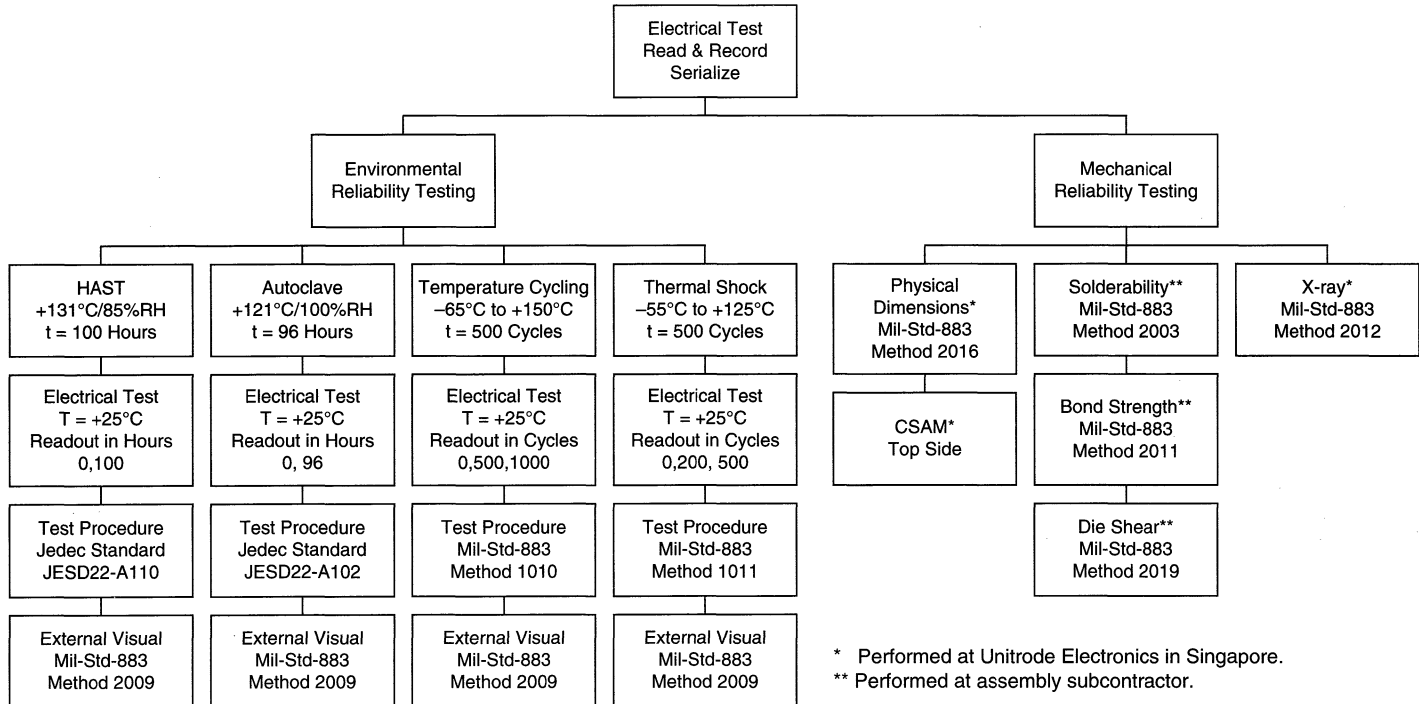 Electrical Test
Read & Record
Serialize
Environmental
Reliability Testing
Mechanical
Reliability Testing
HAST
+131°C/85%RH
t = 100 Hours
Autoclave
+121°C/100%RH
t = 96 Hours
Temperature Cycling
–65°C to +150°C
t = 500 Cycles
Thermal Shock
–55°C to +125°C
t = 500 Cycles
Physical
Dimensions*
Mil-Std-883
Method 2016
Solderability**
Mil-Std-883
Method 2003
X-ray*
Mil-Std-883
Method 2012
Electrical Test
T = +25°C
Readout in Hours
0,100
Electrical Test
T = +25°C
Readout in Hours
0, 96
Electrical Test
T = +25°C
Readout in Cycles
0,500,1000
Electrical Test
T = +25°C
Readout in Cycles
0,200, 500
CSAM*
Top Side
Bond Strength**
Mil-Std-883
Method 2011
Test Procedure
Jedec Standard
JESD22-A110
Test Procedure
Jedec Standard
JESD22-A102
Test Procedure
Mil-Std-883
Method 1010
Test Procedure
Mil-Std-883
Method 1011
Die Shear**
Mil-Std-883
Method 2019
External Visual
Mil-Std-883
Method 2009
External Visual
Mil-Std-883
Method 2009
External Visual
Mil-Std-883
Method 2009
External Visual
Mil-Std-883
Method 2009
* Performed at Unitrode Electronics in Singapore.
** Performed at assembly subcontractor.